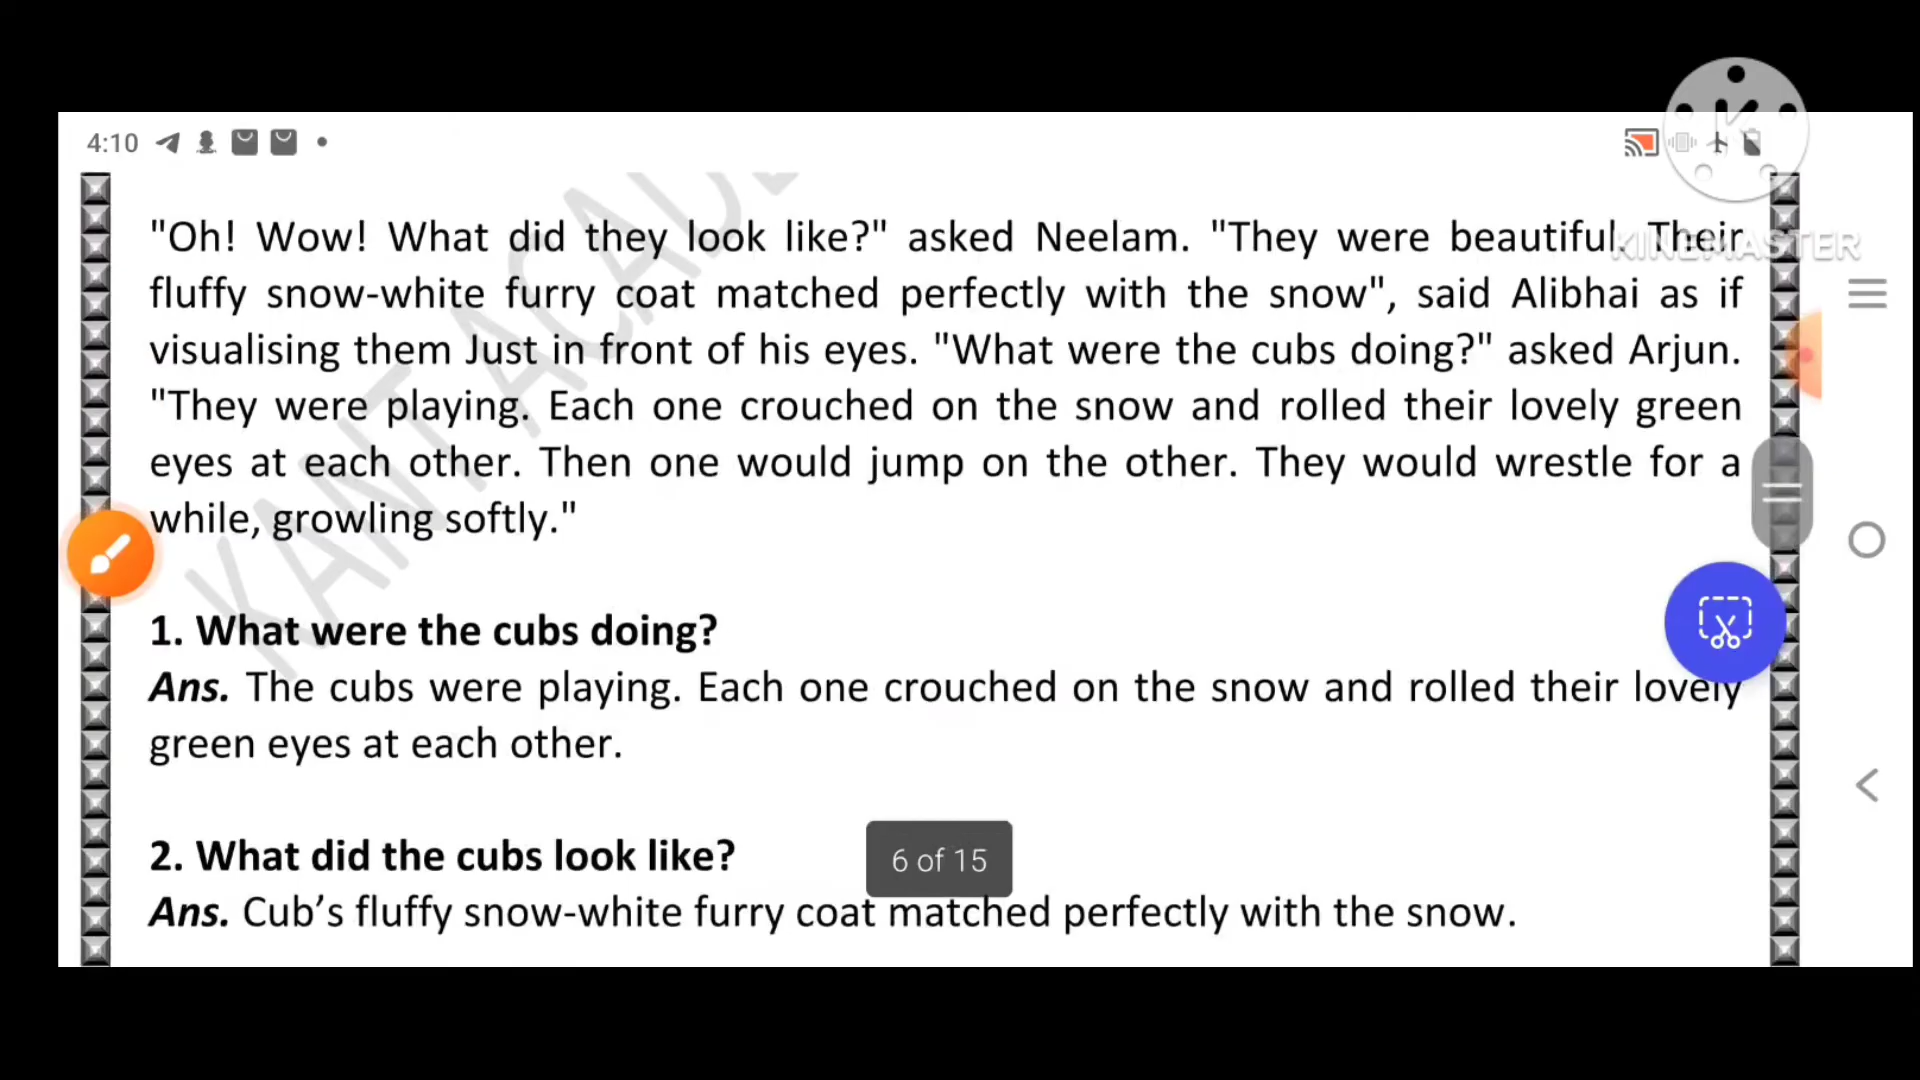 4:10
KINEMASTER
KANT ACAD
"Oh! Wow! What did they look like?" asked Neelam. "They were beautiful. Their
fluffy snow-white furry coat matched perfectly with the snow", said Alibhai as if
visualising them Just in front of his eyes. "What were the cubs doing?" asked Arjun.
"They were playing. Each one crouched on the snow and rolled their lovely green
eyes at each other. Then one would jump on the other. They would wrestle for a
while, growling softly."
1. What were the cubs doing?
Ans. The cubs were playing. Each one crouched on the snow and rolled their lovely
green eyes at each other.
2. What did the cubs look like?
6 of 15
Ans. Cub’s fluffy snow-white furry coat matched perfectly with the snow.